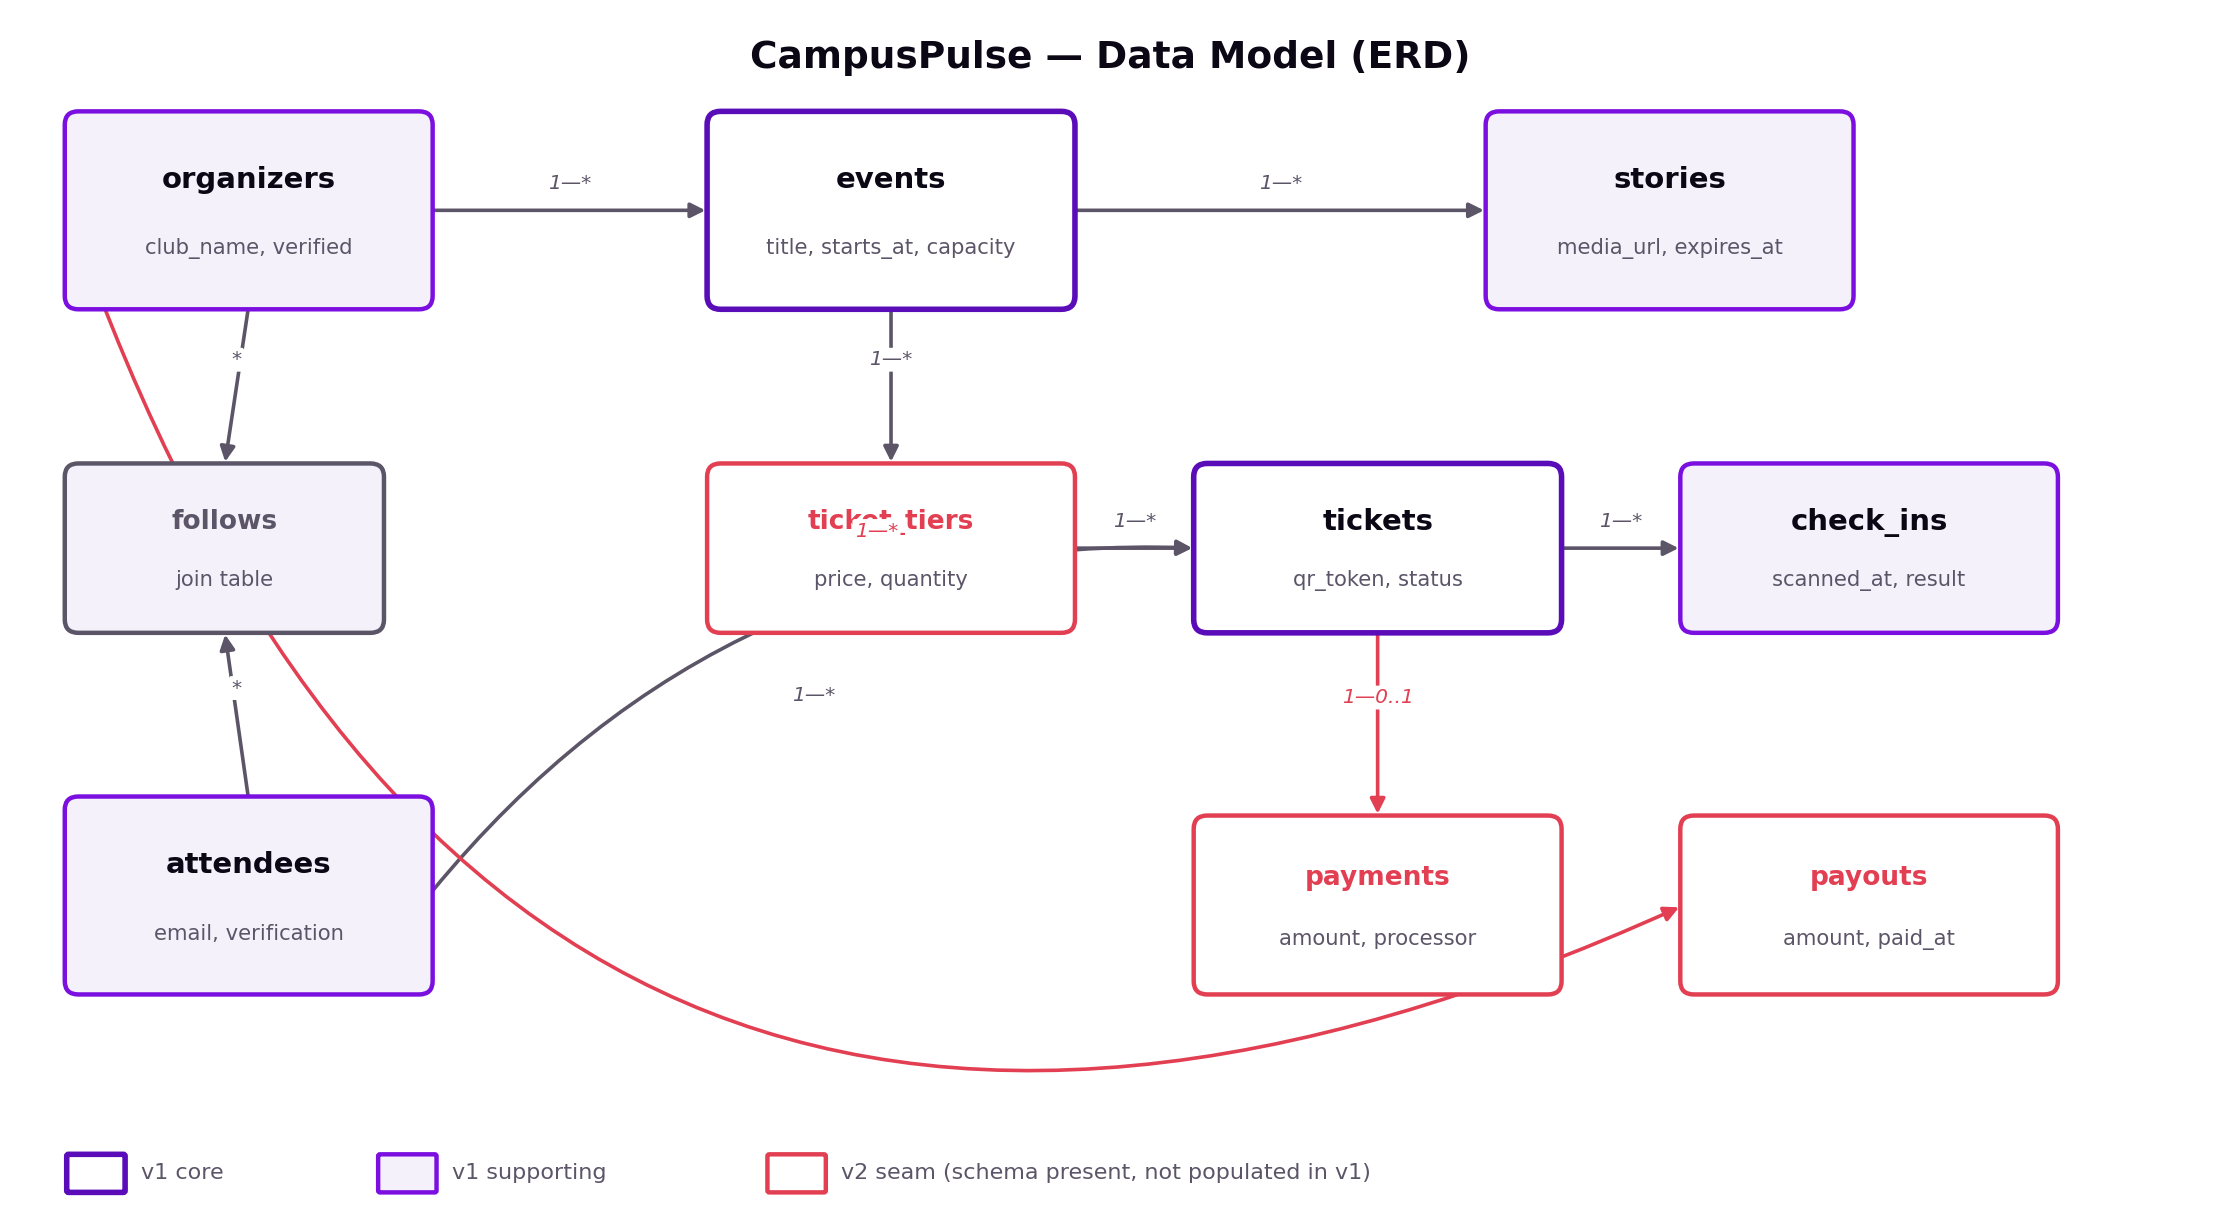 CampusPulse — Data Model (ERD)
organizers
club_name, verified
1—*
events
title, starts_at, capacity
1—*
stories
media_url, expires_at
*
1—*
follows
join table
ticket_tiers
1—*
price, quantity
1—*
tickets
qr_token, status
1—*
check_ins
scanned_at, result
*
1—*
1—0..1
attendees
email, verification
payments
amount, processor
payouts
amount, paid_at
v1 core
v1 supporting
v2 seam (schema present, not populated in v1)